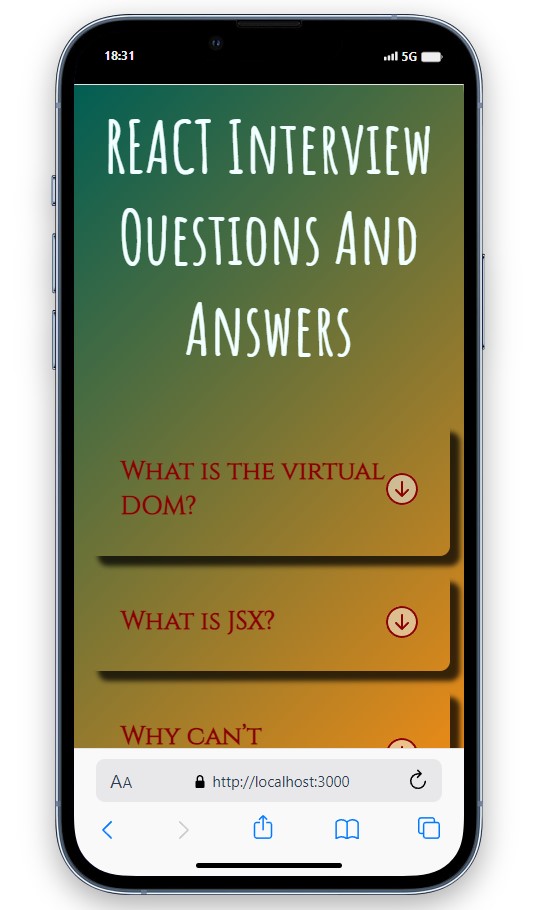 18:31
5G
REACT Interview
Questions And
Answers
What is the virtual
DOM?
What is JSX?
Why can't
AA
http://localhost:3000